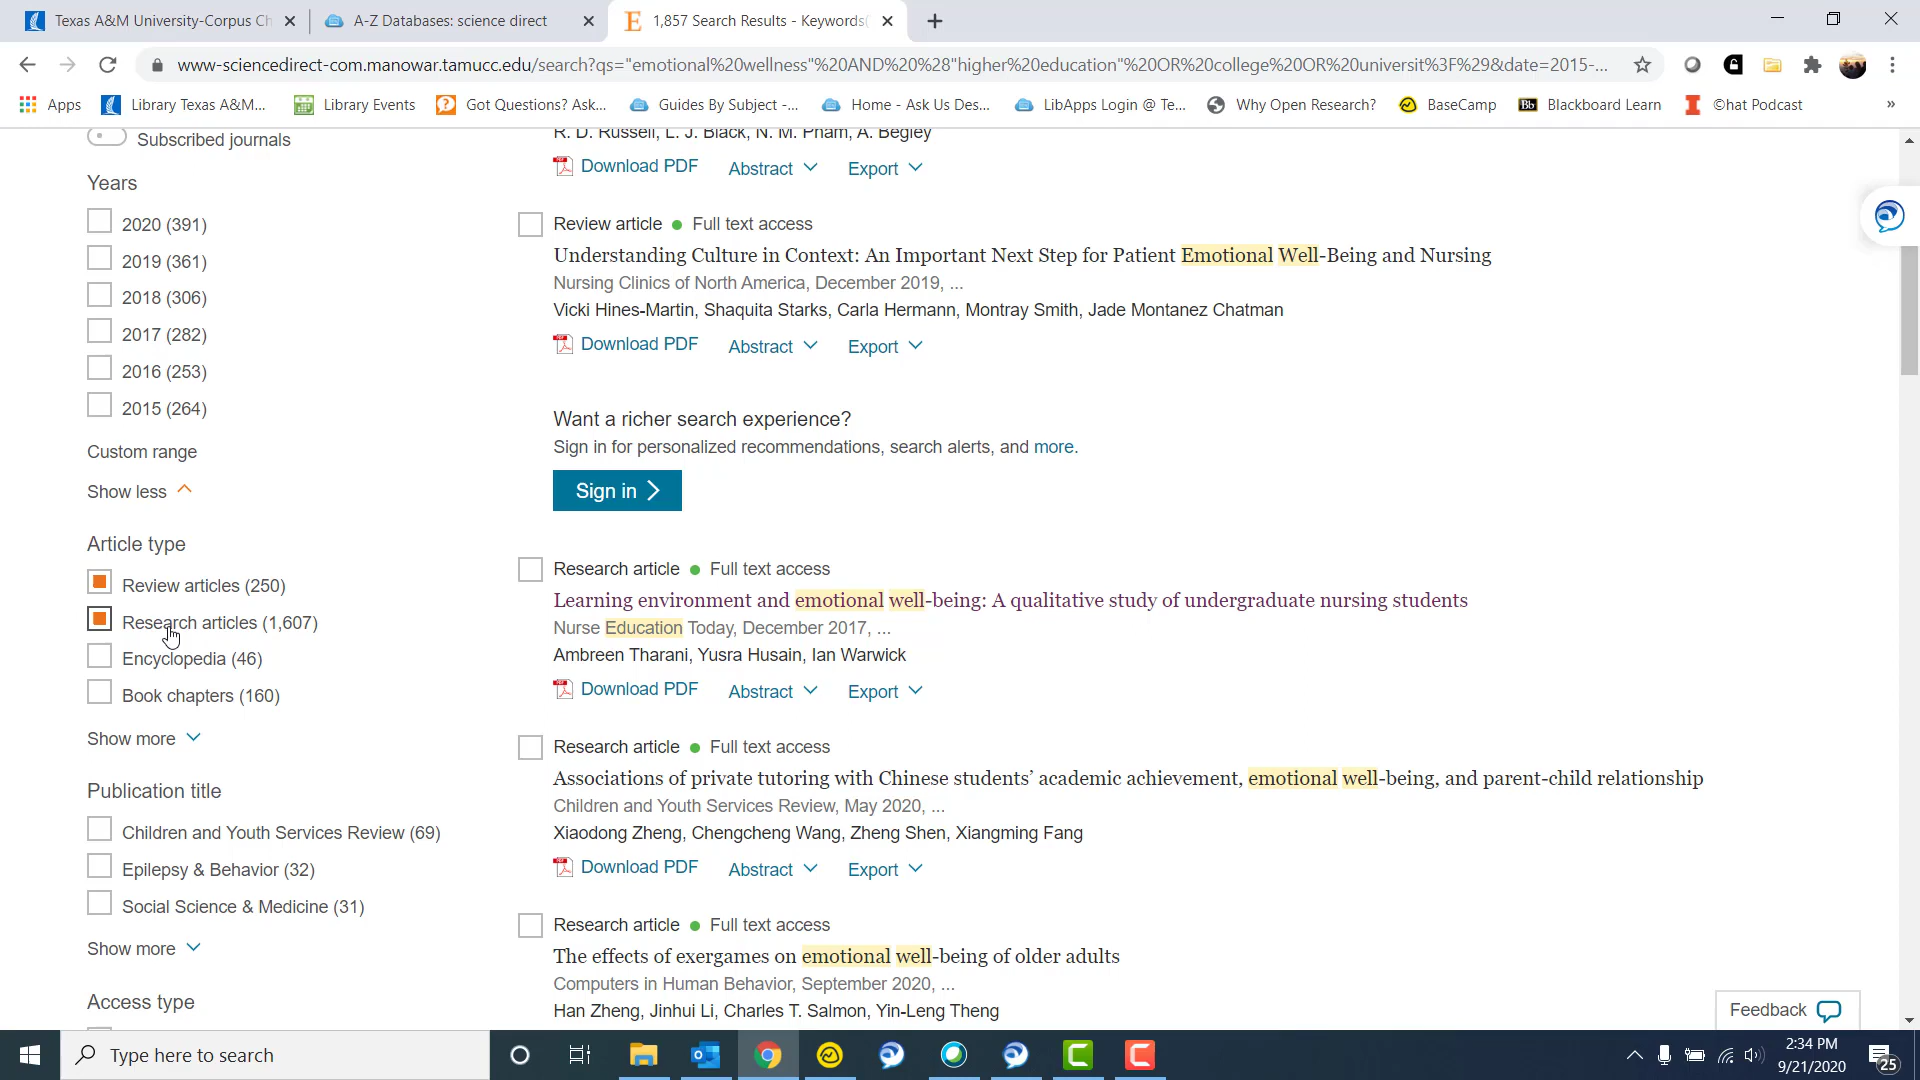 Texas A&M University-Corpus Ch
A-Z Databases: science direct
1,857 Search Results - Keywords(
www-sciencedirect-com.manowar.tamucc.edu/search?qs="emotional%20wellness"%20AND%20%28"higher%20education"%20OR%20college%20OR%20universit%3F%29&date=2015-...
Apps
Library Texas A&M...
Library Events
Got Questions? Ask...
Guides By Subject -...
Home - Ask Us Des...
LibApps Login @ Te...
Why Open Research?
BaseCamp
Bb
Blackboard Learn
©hat Podcast
»
Subscribed journals
Years
2020 (391)
2019 (361)
2018 (306)
2017 (282)
2016 (253)
2015 (264)
Custom range
Show less
Article type
Review articles (250)
Research articles (1,607)
Encyclopedia (46)
Book chapters (160)
Show more
Publication title
Children and Youth Services Review (69)
Epilepsy & Behavior (32)
Social Science & Medicine (31)
Show more
Access type
R. D. Russell, L. J. Black, N. M. Pham, A. Begley
Download PDF Abstract Export
Review article Full text access
Understanding Culture in Context: An Important Next Step for Patient Emotional Well-Being and Nursing
Nursing Clinics of North America, December 2019, ...
Vicki Hines-Martin, Shaquita Starks, Carla Hermann, Montray Smith, Jade Montanez Chatman
Download PDF Abstract Export
Want a richer search experience?
Sign in for personalized recommendations, search alerts, and more.
Sign in
Research article Full text access
Learning environment and emotional well-being: A qualitative study of undergraduate nursing students
Nurse Education Today, December 2017, ...
Ambreen Tharani, Yusra Husain, Ian Warwick
Download PDF Abstract Export
Research article Full text access
Associations of private tutoring with Chinese students’ academic achievement, emotional well-being, and parent-child relationship
Children and Youth Services Review, May 2020, ...
Xiaodong Zheng, Chengcheng Wang, Zheng Shen, Xiangming Fang
Download PDF Abstract Export
Research article Full text access
The effects of exergames on emotional well-being of older adults
Computers in Human Behavior, September 2020, ...
Han Zheng, Jinhui Li, Charles T. Salmon, Yin-Leng Theng
Feedback
Type here to search
2:34 PM
9/21/2020
25